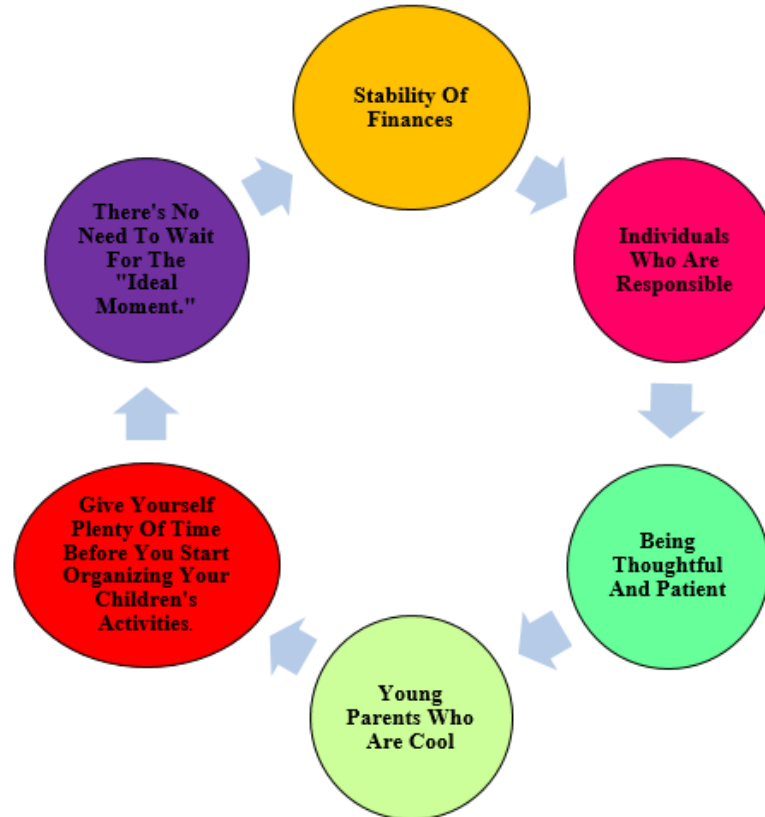 Stability Of
Finances
Individuals
Who Are
Responsible
Being
Thoughtful
And Patient
Young
Parents Who
Are Cool
Give Yourself
Plenty Of Time
Before You Start
Organizing Your
Children's
Activities.
There's No
Need To Wait
For The
"Ideal
Moment."